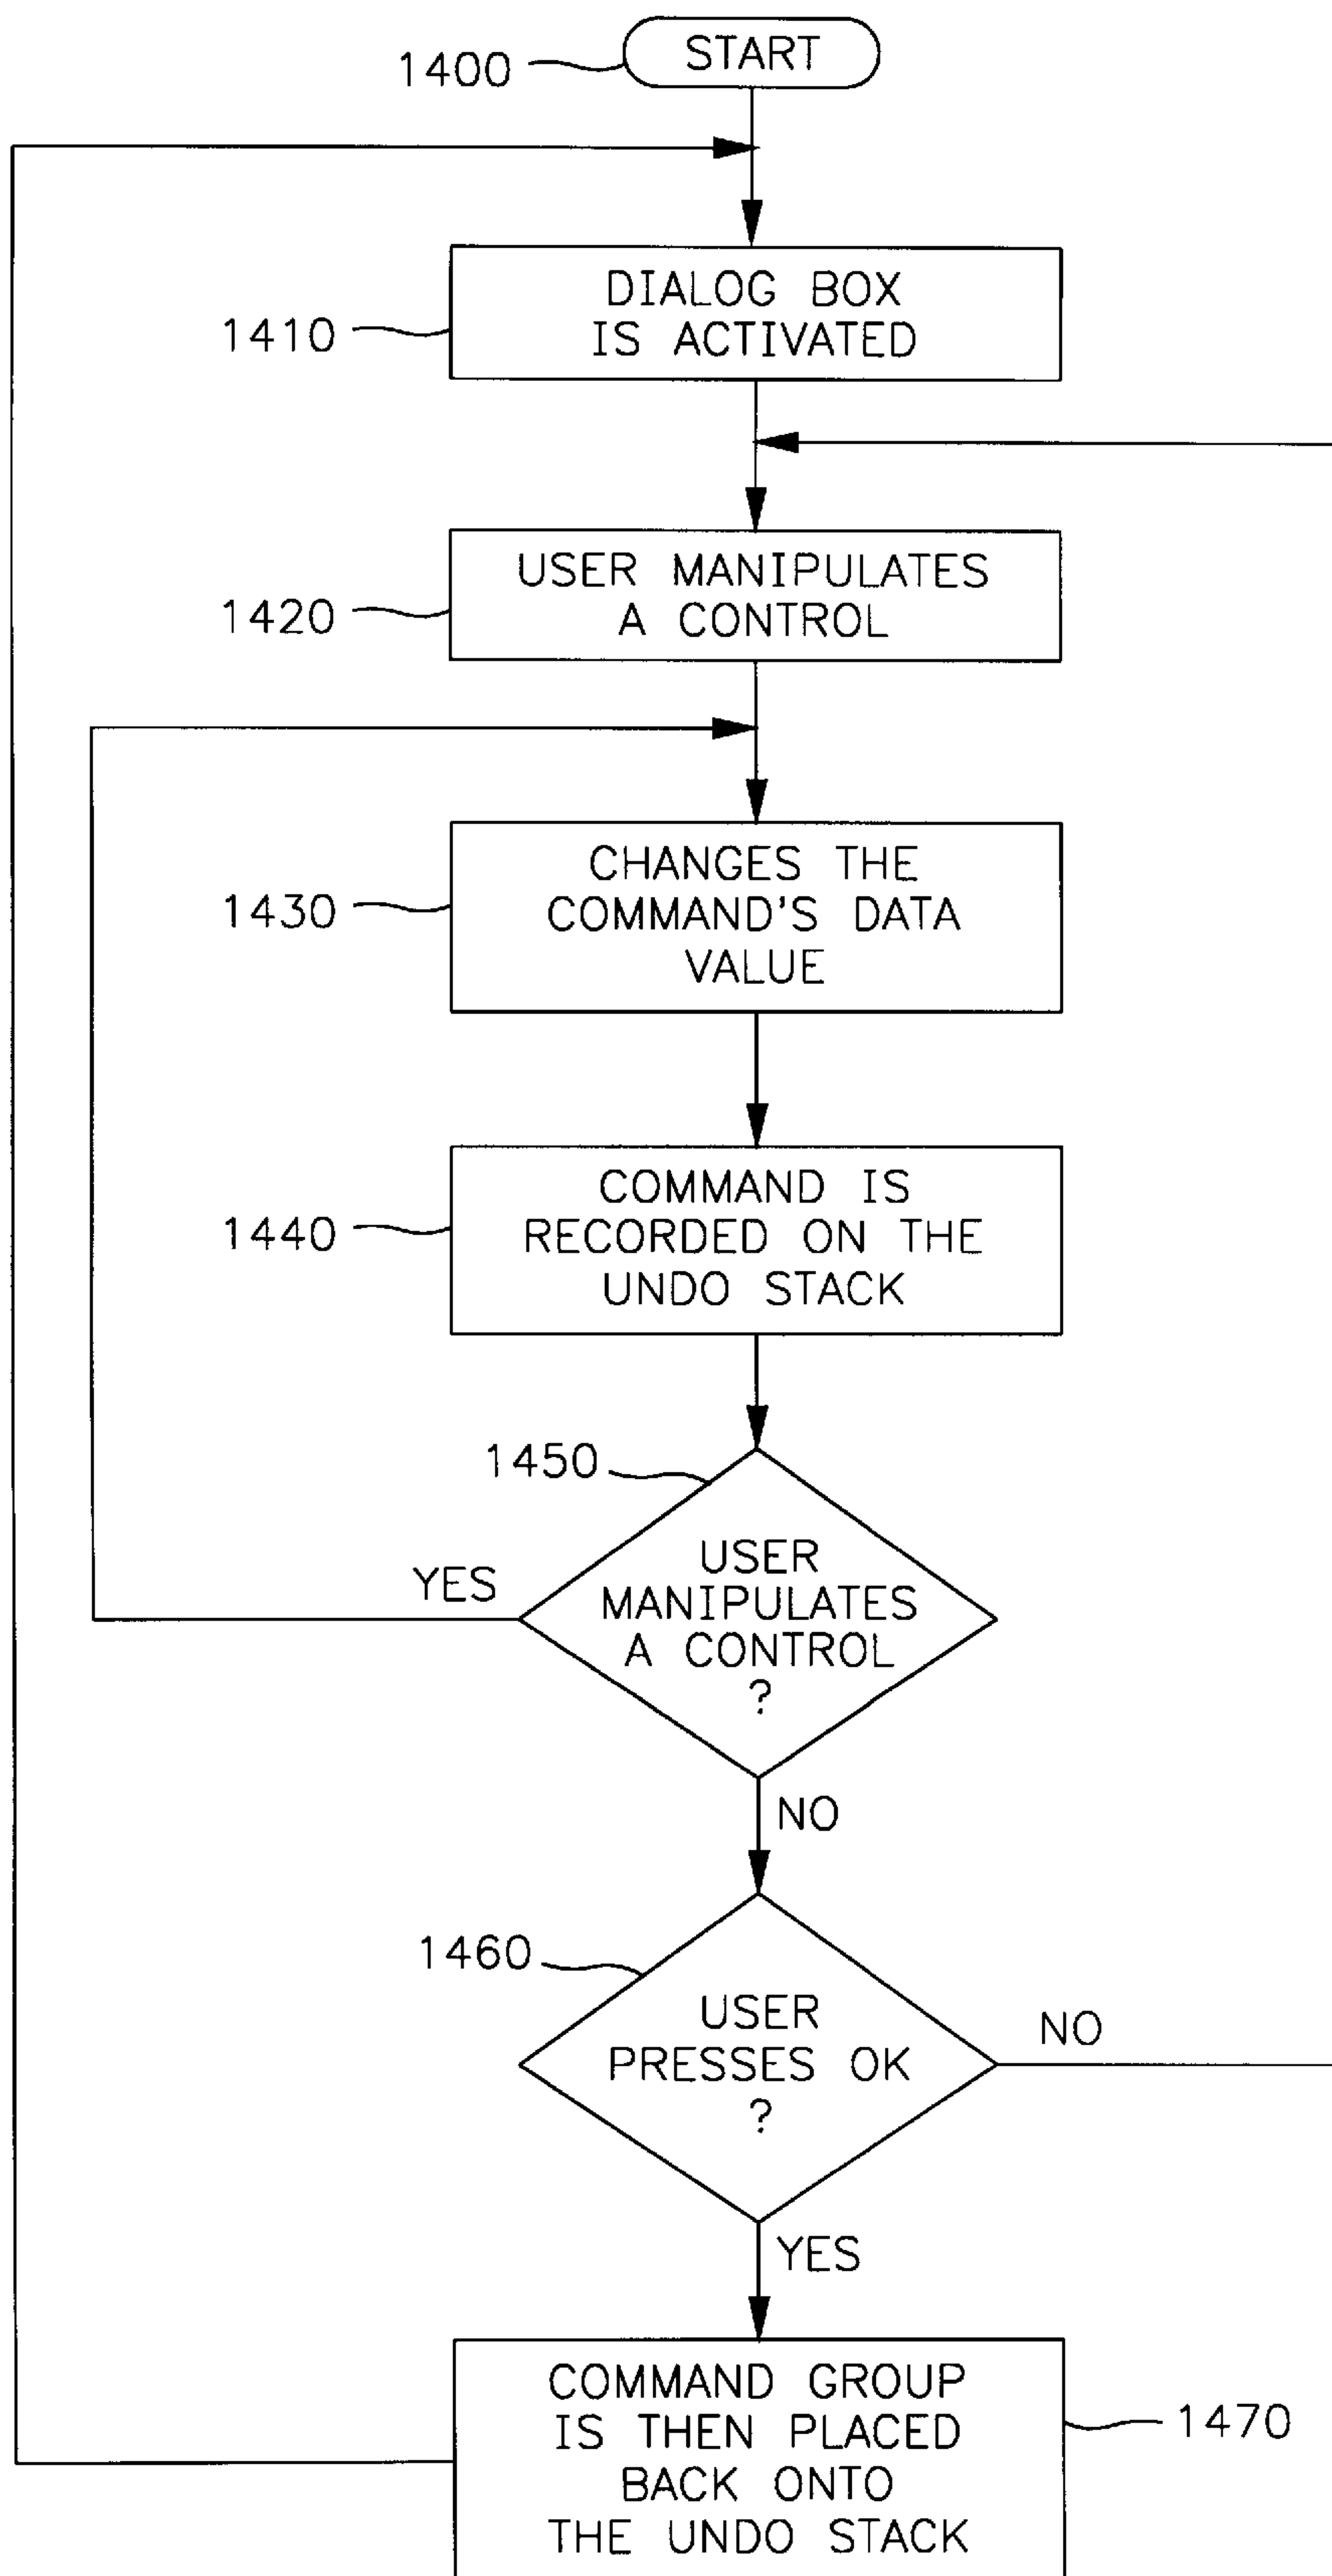 START
1400
DIALOG BOX
IS ACTIVATED
1410
USER MANIPULATES
A CONTROL
1420
CHANGES THE
COMMAND'S DATA
VALUE
1430
COMMAND IS
RECORDED ON THE
UNDO STACK
1440
1450
USER
MANIPULATES
A CONTROL
?
YES
NO
1460
USER
PRESSES OK
?
NO
YES
COMMAND GROUP
IS THEN PLACED
BACK ONTO
THE UNDO STACK
1470